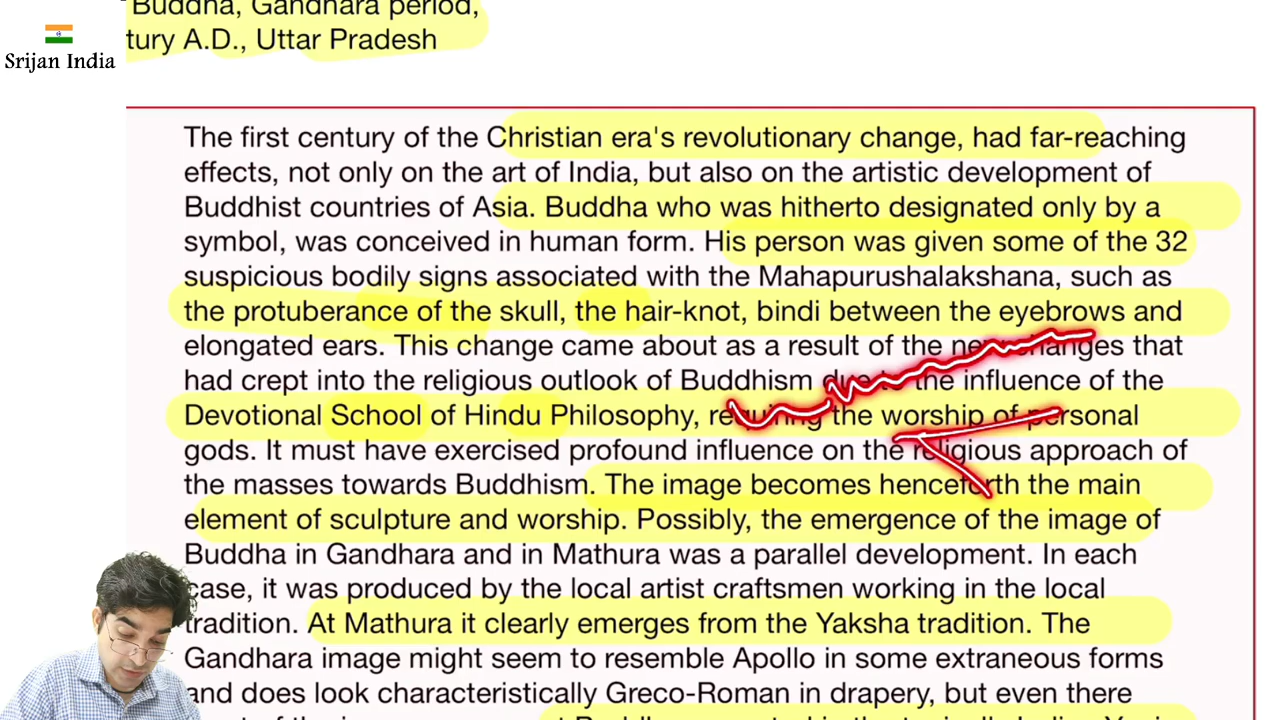 Buddha, Gandhara period,
tury A.D., Uttar Pradesh
Srijan India
The first century of the Christian era's revolutionary change, had far-reaching
effects, not only on the art of India, but also on the artistic development of
Buddhist countries of Asia. Buddha who was hitherto designated only by a
symbol, was conceived in human form. His person was given some of the 32
suspicious bodily signs associated with the Mahapurushalakshana, such as
the protuberance of the skull, the hair-knot, bindi between the eyebrows and
elongated ears. This change came about as a result of the new changes that
had crept into the religious outlook of Buddhism due to the influence of the
Devotional School of Hindu Philosophy, requiring the worship of personal
gods. It must have exercised profound influence on the religious approach of
the masses towards Buddhism. The image becomes henceforth the main
element of sculpture and worship. Possibly, the emergence of the image of
Buddha in Gandhara and in Mathura was a parallel development. In each
case, it was produced by the local artist craftsmen working in the local
tradition. At Mathura it clearly emerges from the Yaksha tradition. The
Gandhara image might seem to resemble Apollo in some extraneous forms
and does look characteristically Greco-Roman in drapery, but even there